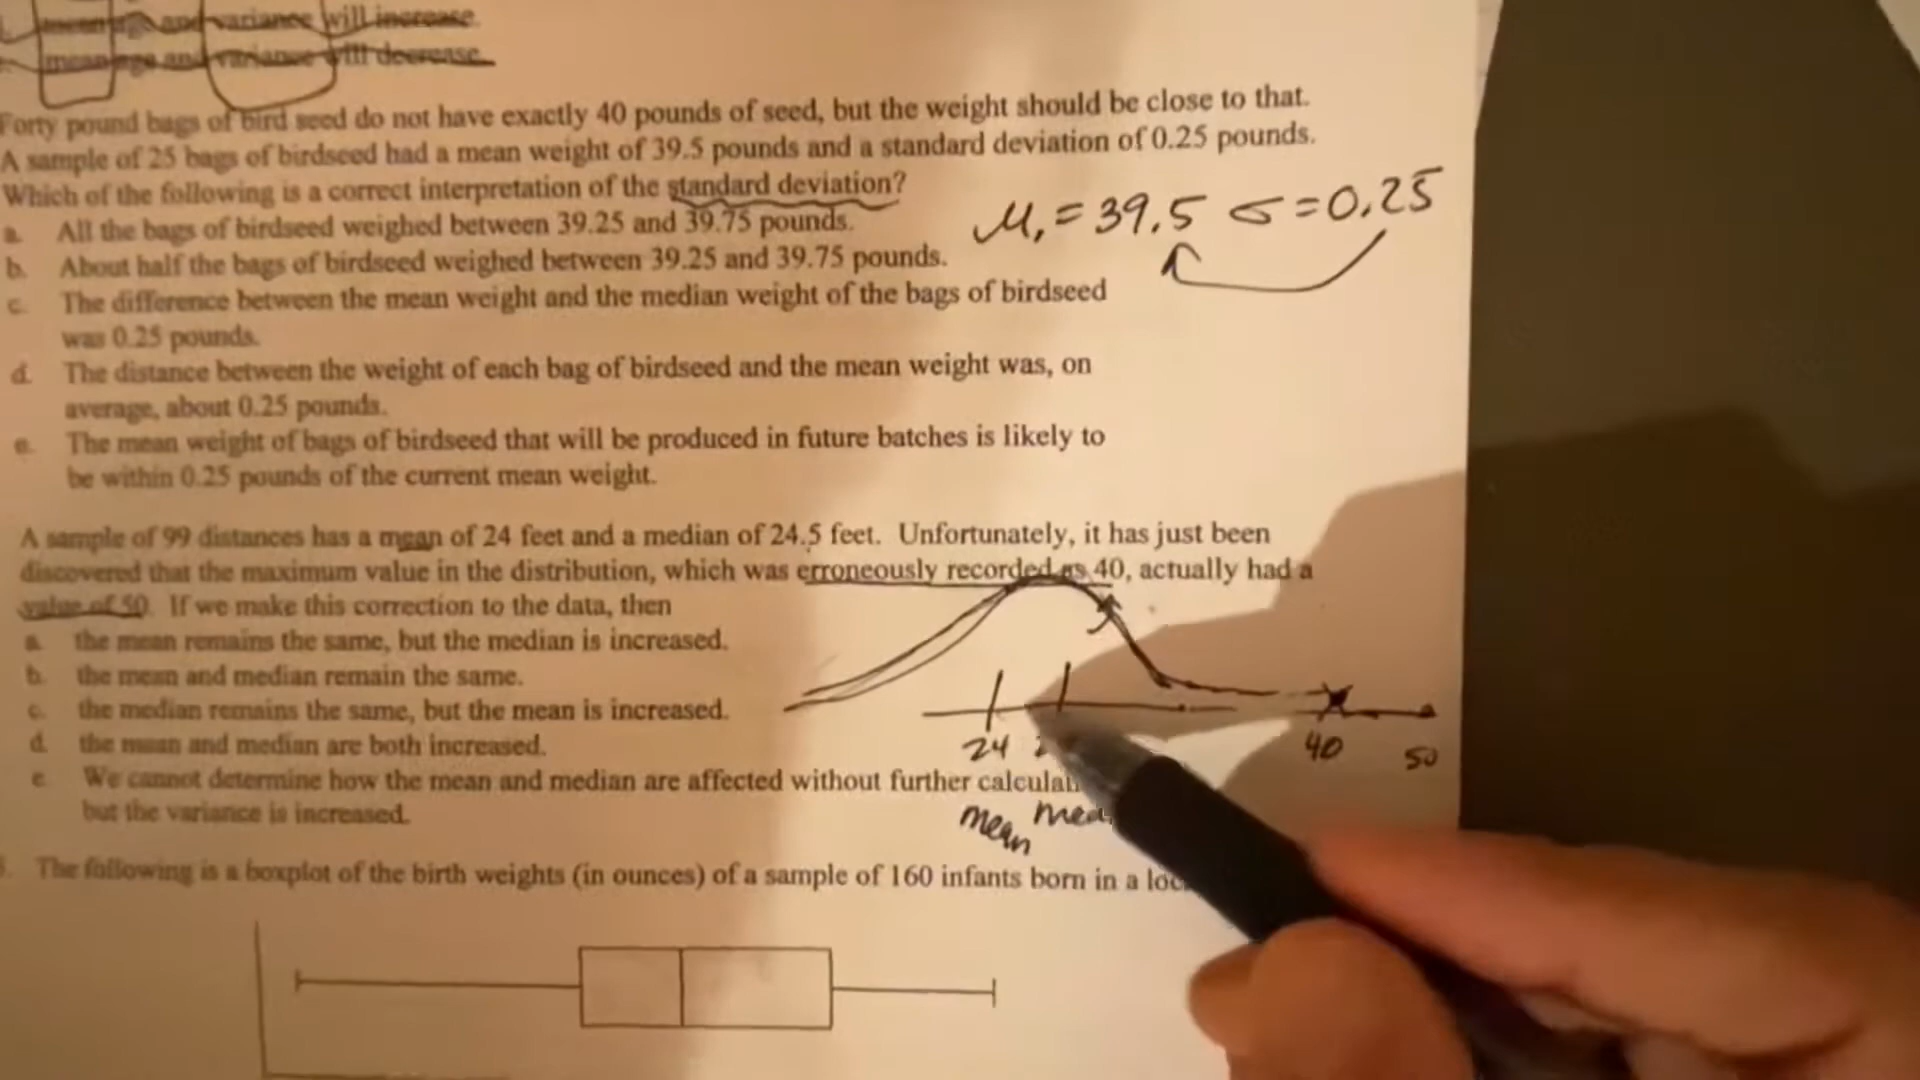 mean age and variance will increase.
mean age and variance will decrease.
Forty pound bags of bird seed do not have exactly 40 pounds of seed, but the weight should be close to that.
A sample of 25 bags of birdseed had a mean weight of 39.5 pounds and a standard deviation of 0.25 pounds.
Which of the following is a correct interpretation of the standard deviation?
a. All the bags of birdseed weighed between 39.25 and 39.75 pounds.
μ, = 39.5 σ = 0.25
b. About half the bags of birdseed weighed between 39.25 and 39.75 pounds.
c. The difference between the mean weight and the median weight of the bags of birdseed
was 0.25 pounds.
d. The distance between the weight of each bag of birdseed and the mean weight was, on
average, about 0.25 pounds.
e. The mean weight of bags of birdseed that will be produced in future batches is likely to
be within 0.25 pounds of the current mean weight.
A sample of 99 distances has a mean of 24 feet and a median of 24.5 feet. Unfortunately, it has just been
discovered that the maximum value in the distribution, which was erroneously recorded as 40, actually had a
value of 50. If we make this correction to the data, then
a. the mean remains the same, but the median is increased.
b. the mean and median remain the same.
c. the median remains the same, but the mean is increased.
d. the mean and median are both increased.
24 40 50
e. We cannot determine how the mean and median are affected without further
but the variance is increased.
mean
The following is a boxplot of the birth weights (in ounces) of a sample of 160 infants born in a